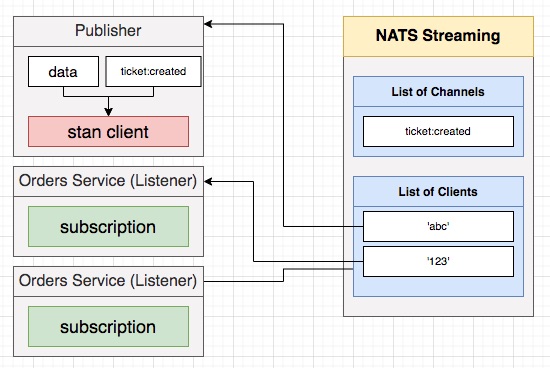 Publisher
data
ticket:created
stan client
Orders Service (Listener)
subscription
Orders Service (Listener)
subscription
NATS Streaming
List of Channels
ticket:created
List of Clients
'abc'
'123'